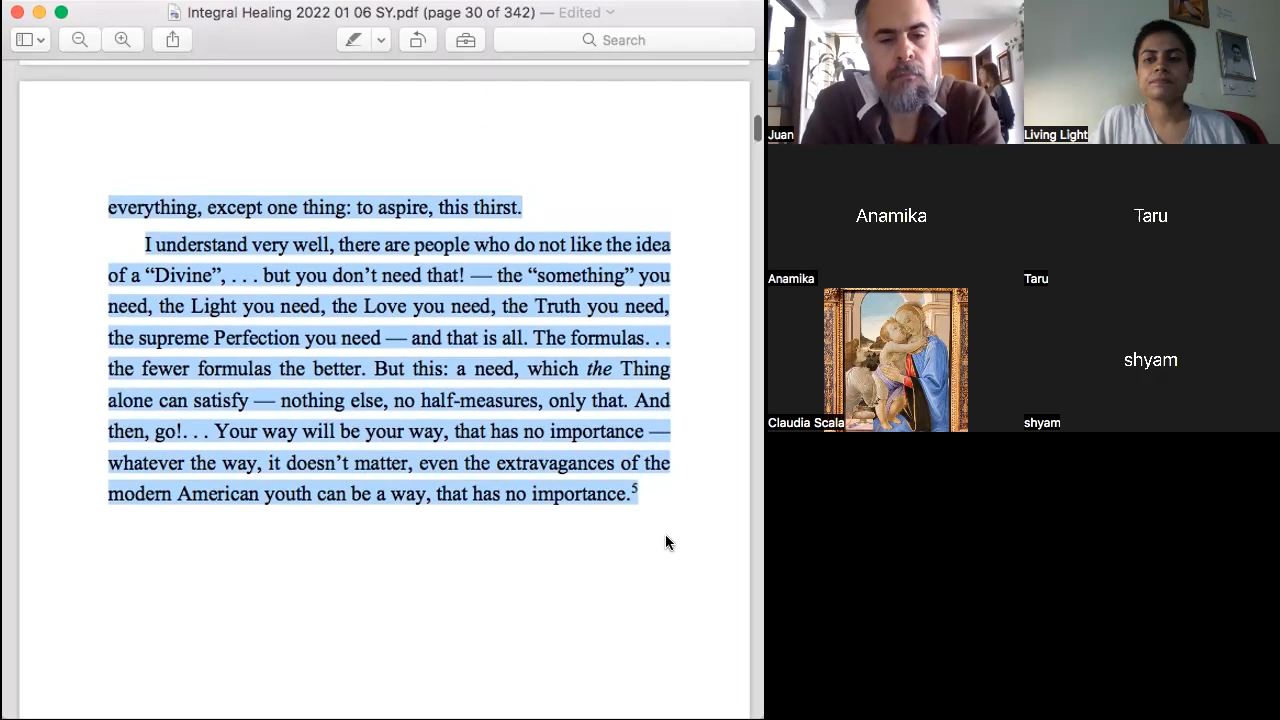 Integral Healing 2022 01 06 SY.pdf (page 30 of 342) — Edited
Search
everything, except one thing: to aspire, this thirst.
I understand very well, there are people who do not like the idea
of a “Divine”, . . . but you don’t need that! — the “something” you
need, the Light you need, the Love you need, the Truth you need,
the supreme Perfection you need — and that is all. The formulas. . .
the fewer formulas the better. But this: a need, which the Thing
alone can satisfy — nothing else, no half-measures, only that. And
then, go!. . . Your way will be your way, that has no importance —
whatever the way, it doesn’t matter, even the extravagances of the
modern American youth can be a way, that has no importance.⁵
Juan
Living Light
Anamika
Taru
Anamika
Taru
shyam
Claudia Scala
shyam